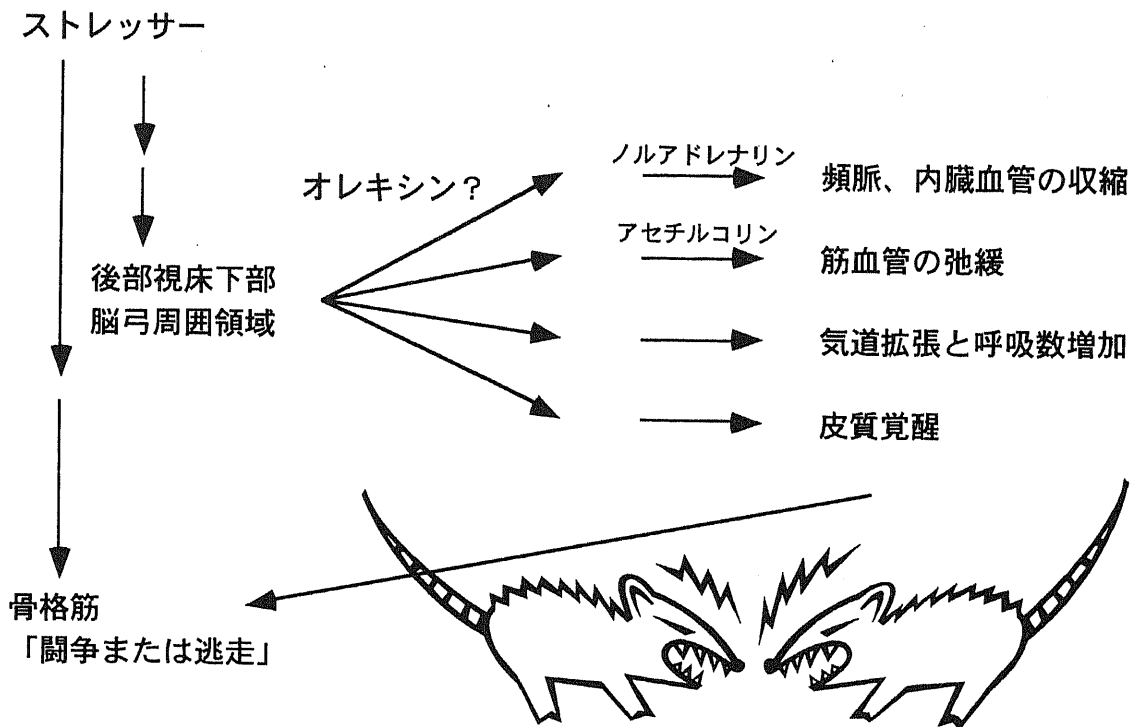 ストレッサー
オレキシン?
ノルアドレナリン
頻脈、内臓血管の収縮
アセチルコリン
筋血管の弛緩
後部視床下部
脳弓周囲領域
気道拡張と呼吸数増加
皮質覚醒
骨格筋
「闘争または逃走」